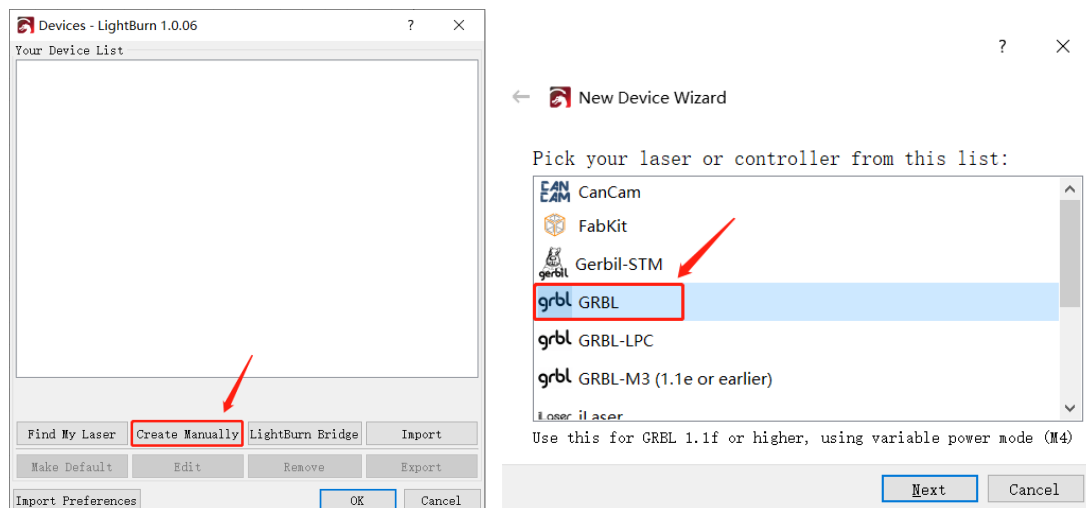 Devices - LightBurn 1.0.06
?
Your Device List
Find My Laser
Create Manually
LightBurn Bridge
Import
Make Default
Edit
Remove
Export
Import Preferences
OK
Cancel
?
New Device Wizard
Pick your laser or controller from this list:
CAN CAM CanCam
FabKit
gerbil Gerbil-STM
grbl GRBL
grbl GRBL-LPC
grbl GRBL-M3 (1.1e or earlier)
iLaser iLaser
Use this for GRBL 1.1f or higher, using variable power mode (M4)
Next
Cancel